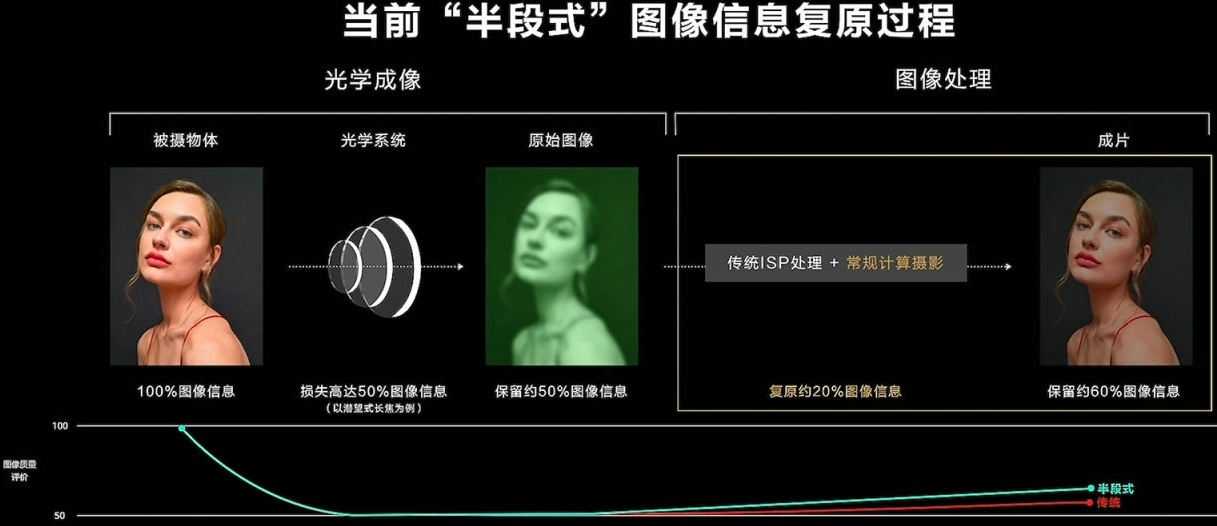 当前“半段式”图像信息复原过程
光学成像
图像处理
被摄物体
光学系统
原始图像
成片
传统ISP处理 + 常规计算摄影
100%图像信息
损失高达50%图像信息
(以潜望式长焦为例)
保留约50%图像信息
复原约20%图像信息
保留约60%图像信息
100
图像质量
评价
半段式
传统
50